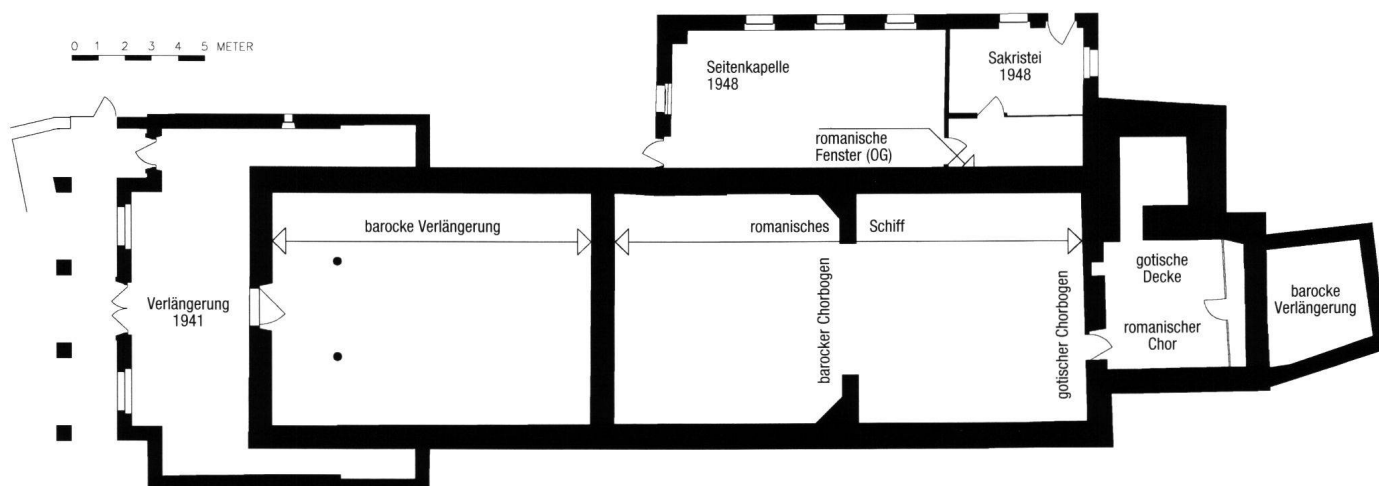 0 1 2 3 4 5 METER
Seitenkapelle
1948
Sakristei
1948
romanische
Fenster (OG)
barocke Verlängerung
romanisches Schiff
Verlängerung
1941
barocker Chorbogen
gotischer Chorbogen
gotische
Decke
romanischer
Chor
barocke
Verlängerung